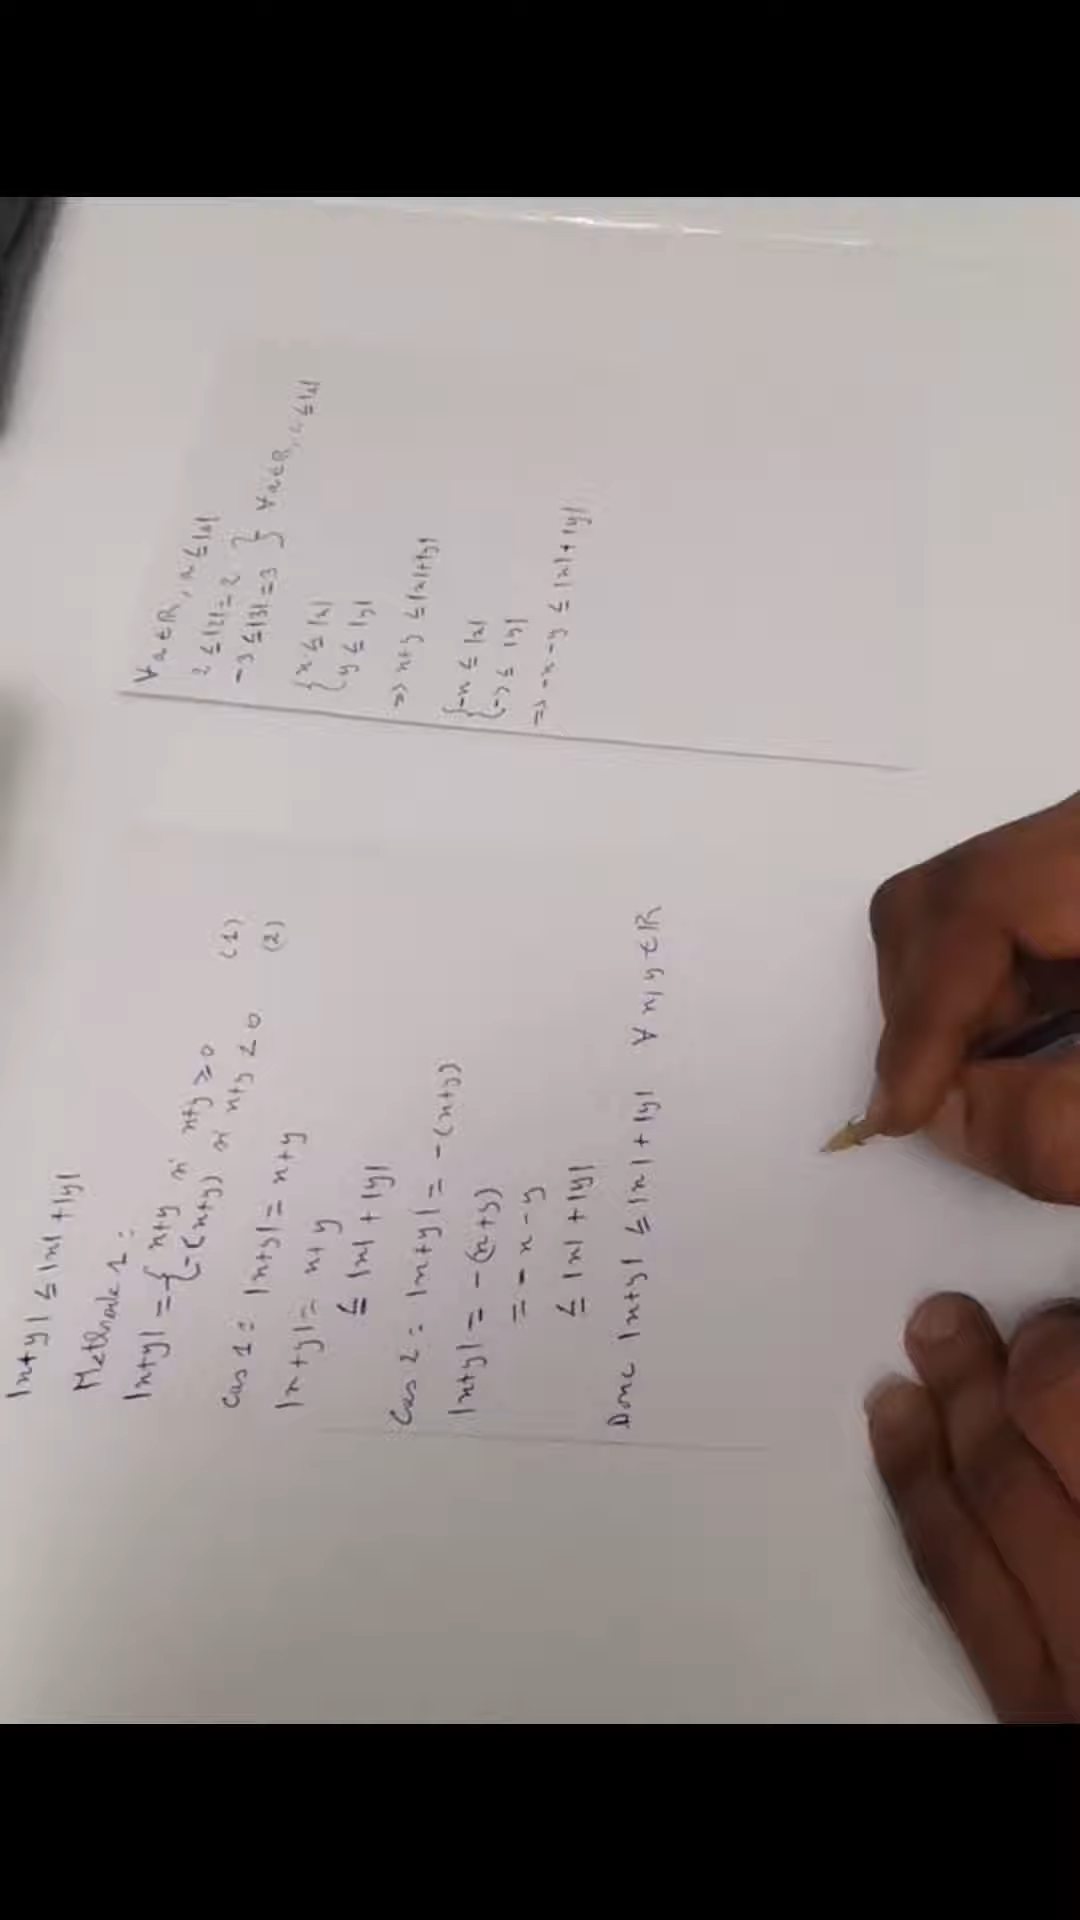 |x+y| ≤ |x| + |y|
Méthode 1 :
|x+y| = { x+y si x+y ≥ 0 (1)
-(x+y) si x+y < 0 (2)
Cas 1 : |x+y| = x+y
|x+y| = x+y
≤ |x| + |y|
Cas 2 : |x+y| = -(x+y)
|x+y| = -(x+y)
= -x-y
≤ |x| + |y|
Donc |x+y| ≤ |x| + |y| ∀ x, y ∈ ℝ
∀ a ∈ ℝ, a ≤ |a|
2 ≤ |2| = 2
-3 ≤ |3| = 3 } ∀ a ∈ ℝ, a ≤ |a|
{ x ≤ |x|
y ≤ |y|
=> x+y ≤ |x|+|y|
{ -x ≤ |x|
-y ≤ |y|
=> -x-y ≤ |x|+|y|